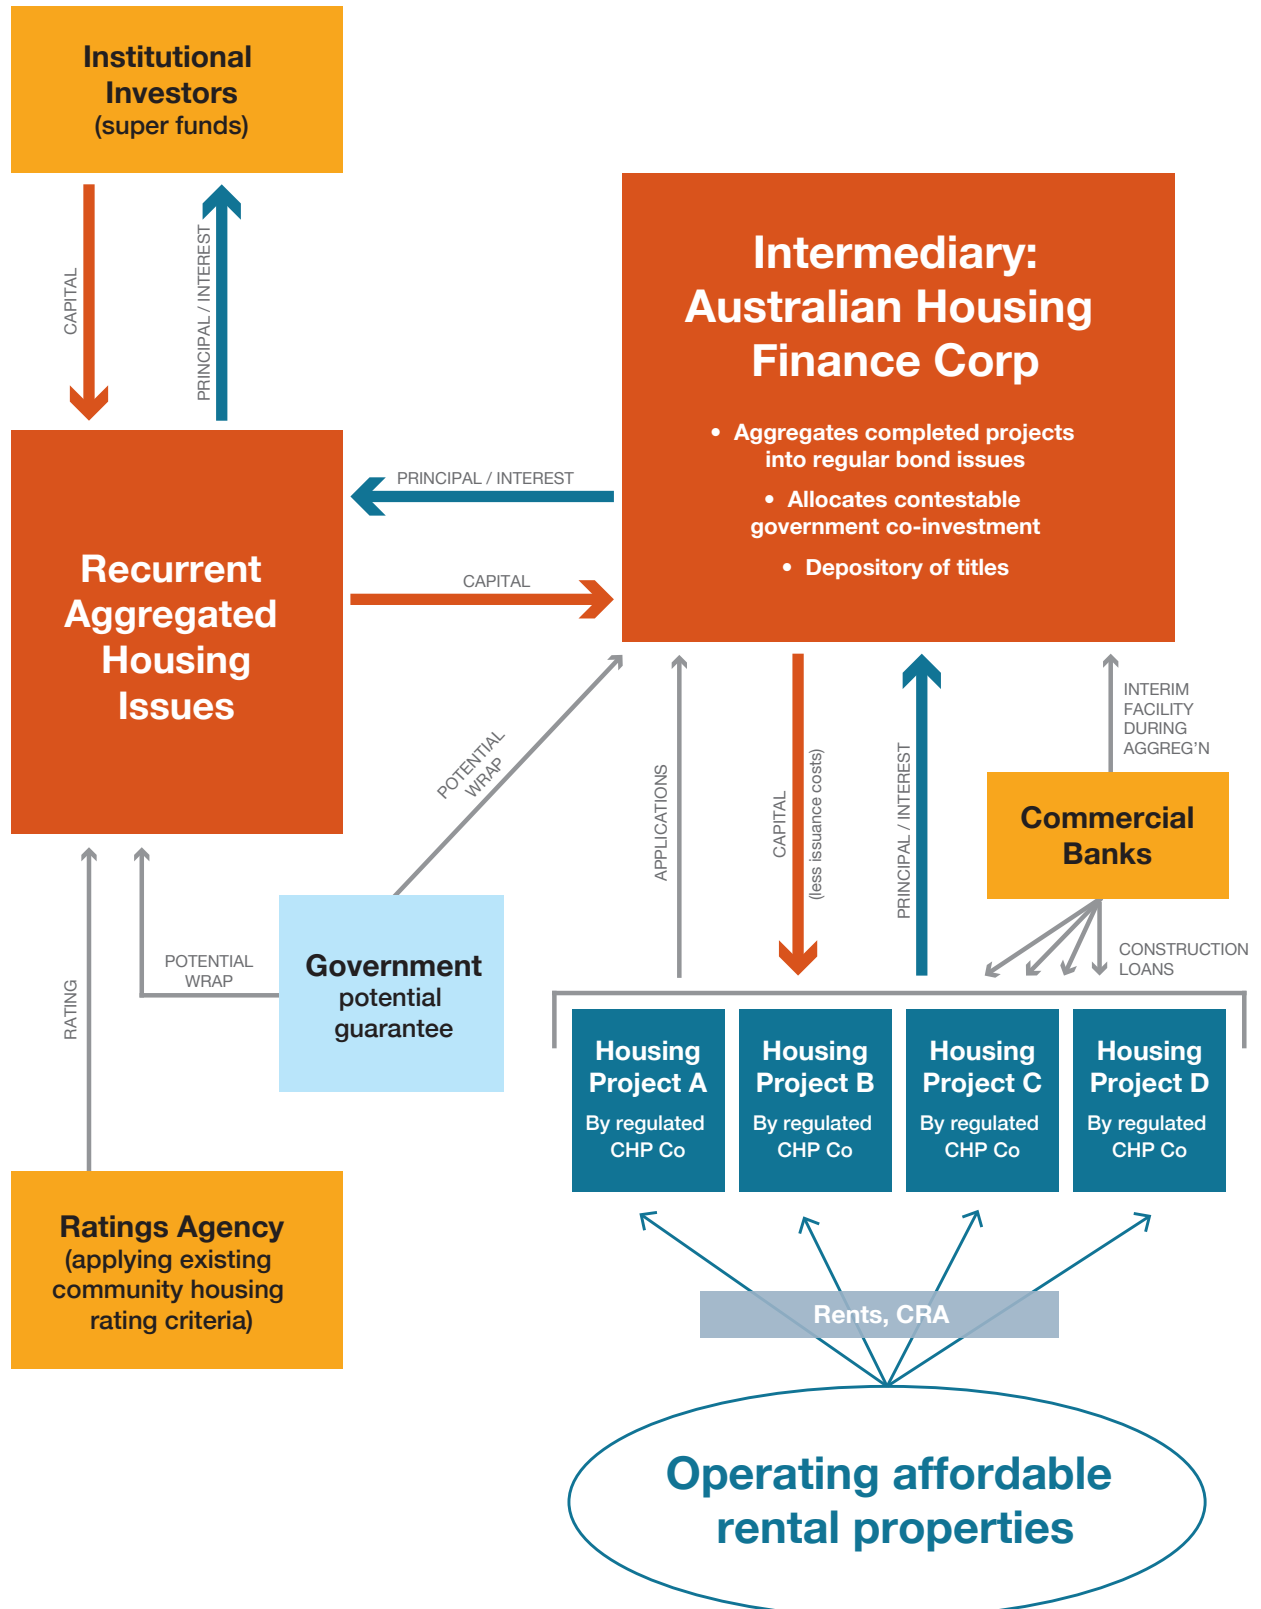 Institutional
Investors
(super funds)
CAPITAL
PRINCIPAL / INTEREST
Intermediary:
Australian Housing
Finance Corp
• Aggregates completed projects
into regular bond issues
• Allocates contestable
government co-investment
• Depository of titles
PRINCIPAL / INTEREST
CAPITAL
Recurrent
Aggregated
Housing
Issues
POTENTIAL
WRAP
APPLICATIONS
CAPITAL
(less issuance costs)
PRINCIPAL / INTEREST
INTERIM
FACILITY
DURING
AGGREG’N
Commercial
Banks
CONSTRUCTION
LOANS
RATING
POTENTIAL
WRAP
Government
potential
guarantee
Housing
Project A
By regulated
CHP Co
Housing
Project B
By regulated
CHP Co
Housing
Project C
By regulated
CHP Co
Housing
Project D
By regulated
CHP Co
Ratings Agency
(applying existing
community housing
rating criteria)
Rents, CRA
Operating affordable
rental properties